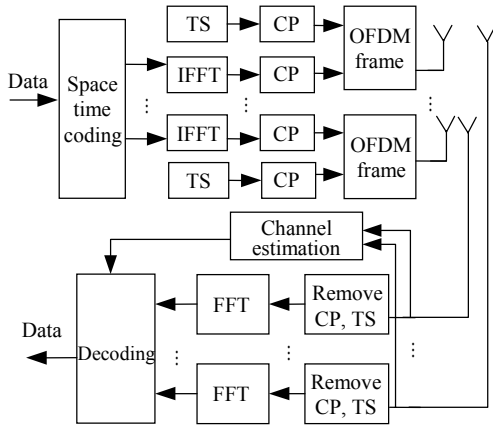 TS
CP
OFDM
frame
Data
Space
time
coding
IFFT
CP
...
...
...
IFFT
CP
OFDM
frame
TS
CP
Channel
estimation
Data
Decoding
FFT
Remove
CP, TS
...
...
...
FFT
Remove
CP, TS